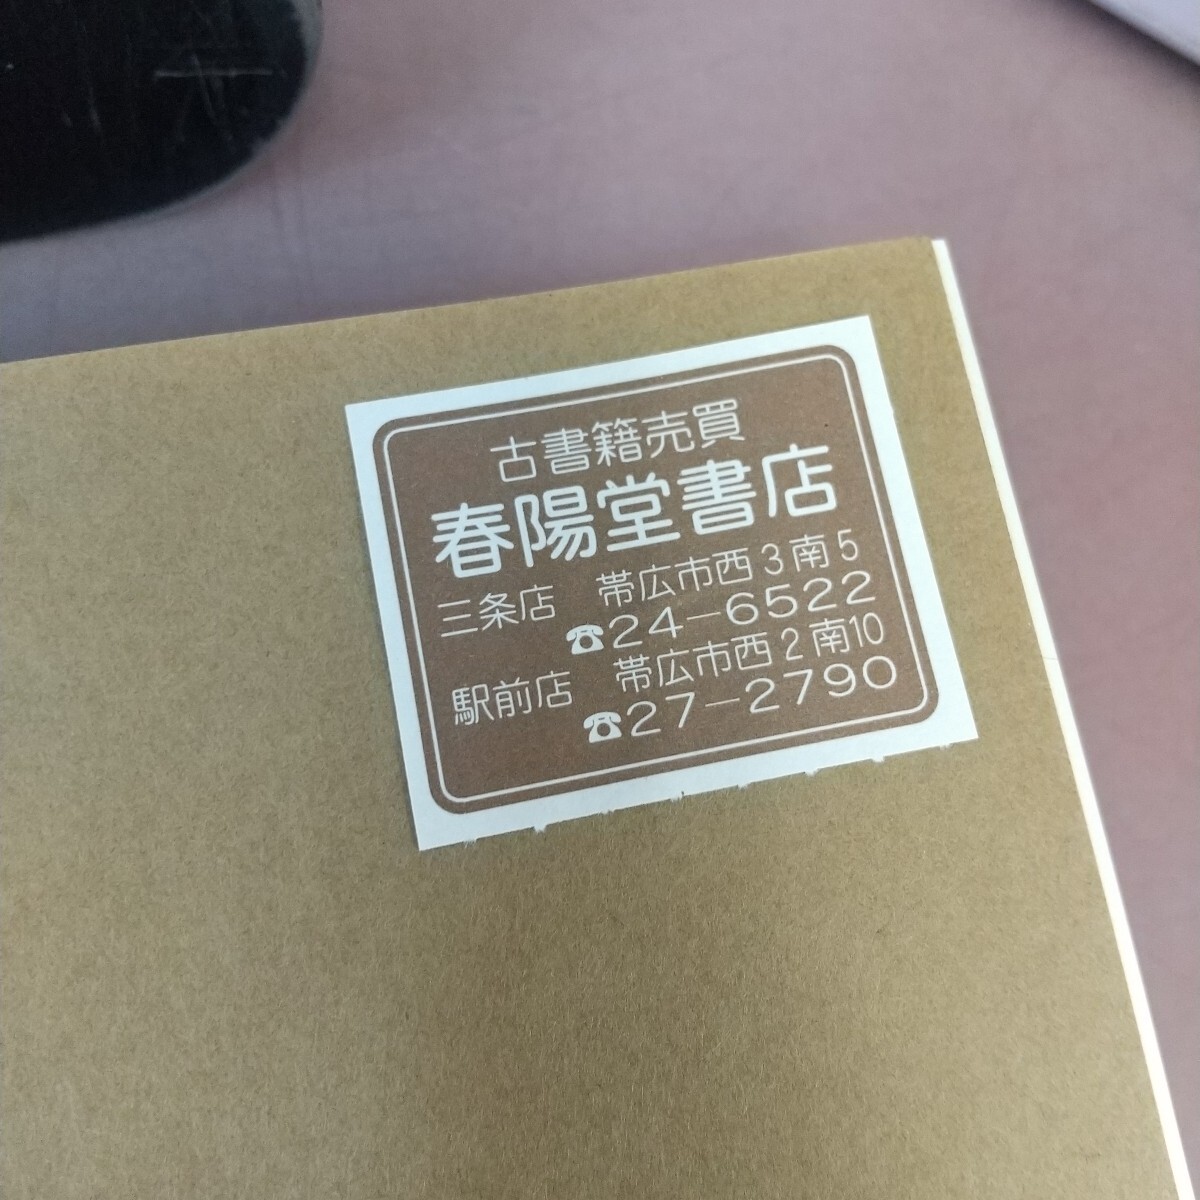 古書籍売買
春陽堂書店
三条店 帯広市西3南5
☎24-6522
駅前店 帯広市西2南10
☎27-2790